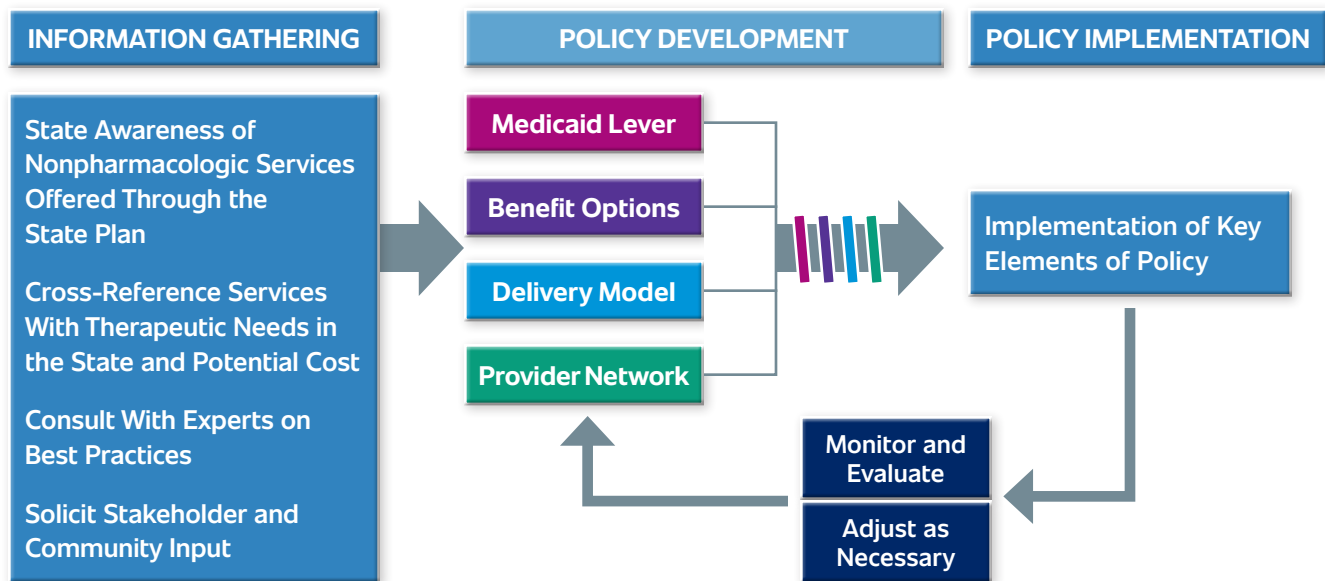 INFORMATION GATHERING
POLICY DEVELOPMENT
POLICY IMPLEMENTATION
State Awareness of
Nonpharmacologic Services
Offered Through the
State Plan
Cross-Reference Services
With Therapeutic Needs in
the State and Potential Cost
Consult With Experts on
Best Practices
Solicit Stakeholder and
Community Input
Medicaid Lever
Benefit Options
Delivery Model
Provider Network
Implementation of Key
Elements of Policy
Monitor and
Evaluate
Adjust as
Necessary